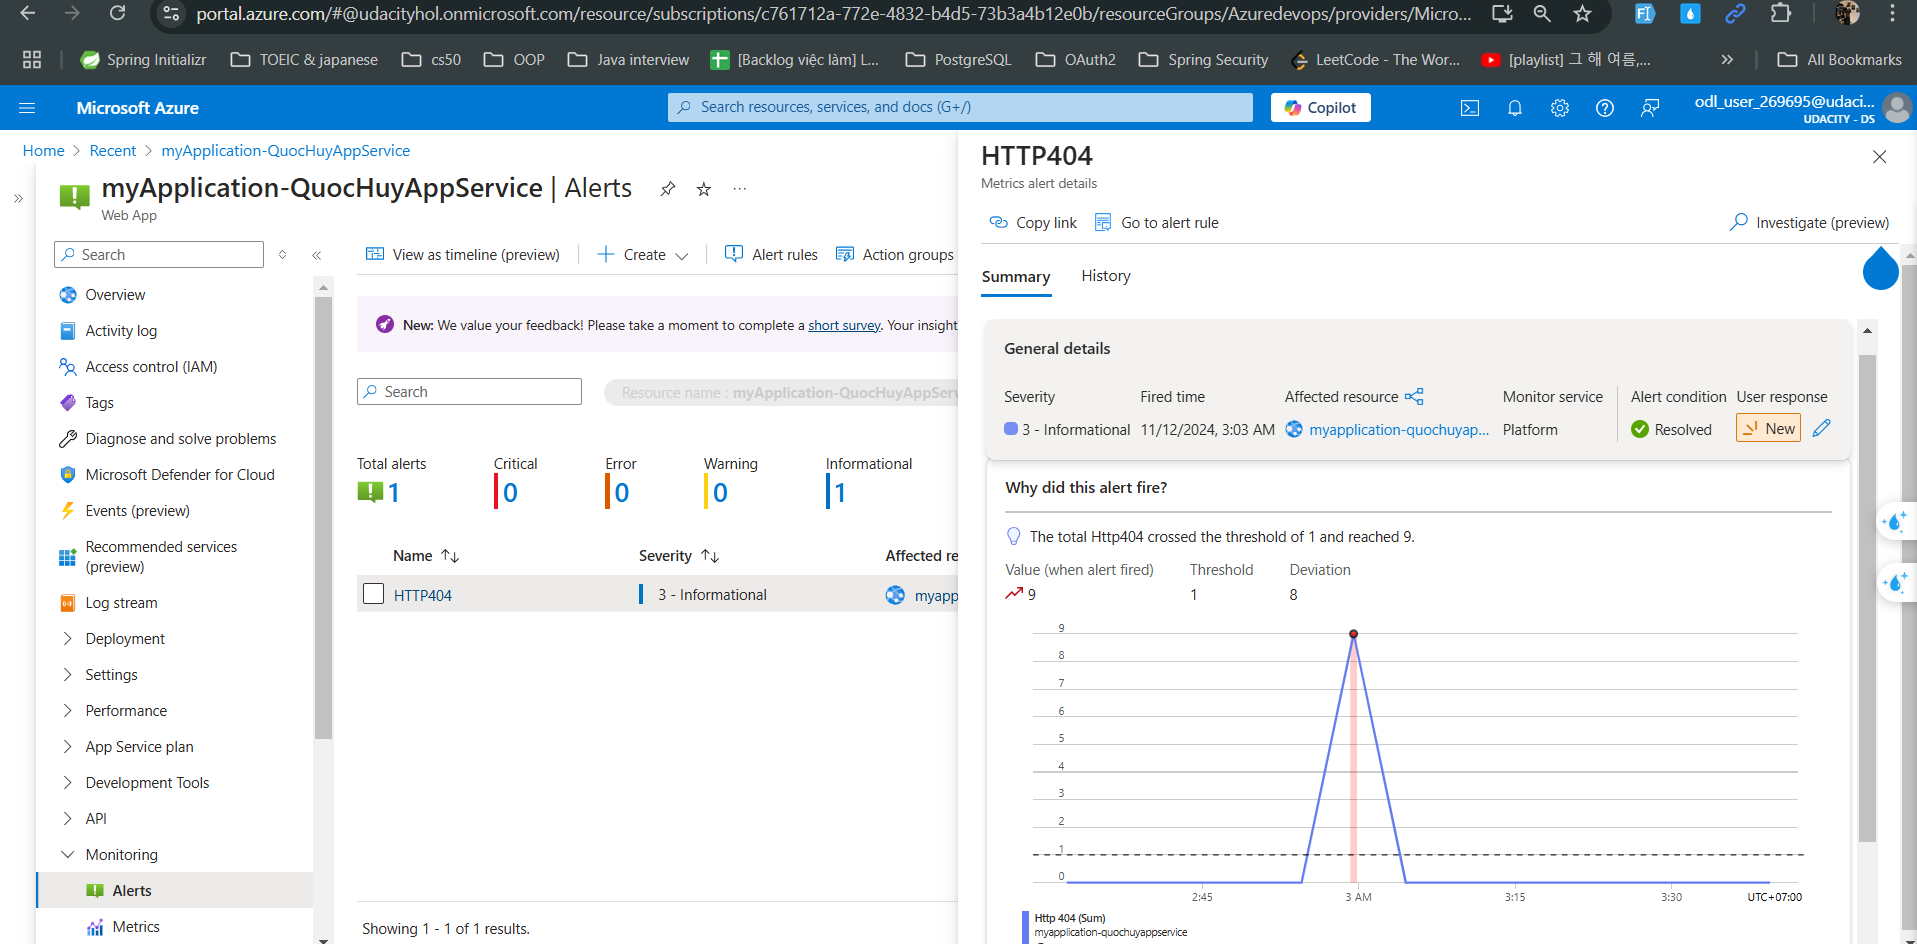 portal.azure.com/#@udacityhol.onmicrosoft.com/resource/subscriptions/c761712a-772e-4832-b4d5-73b3a4b12e0b/resourceGroups/Azuredevops/providers/Micro...
Spring Initializr
TOEIC & japanese
cs50
OOP
Java interview
[Backlog việc làm] L...
PostgreSQL
OAuth2
Spring Security
LeetCode - The Wor...
[playlist] 그 해 여름,...
»
All Bookmarks
Microsoft Azure
Search resources, services, and docs (G+/)
Copilot
odl_user_269695@udaci...
UDACITY - DS
Home > Recent > myApplication-QuocHuyAppService
myApplication-QuocHuyAppService | Alerts
Web App
Search
Overview
Activity log
Access control (IAM)
Tags
Diagnose and solve problems
Microsoft Defender for Cloud
Events (preview)
Recommended services
(preview)
Log stream
Deployment
Settings
Performance
App Service plan
Development Tools
API
Monitoring
Alerts
Metrics
View as timeline (preview)
Create
Alert rules
Action groups
New: We value your feedback! Please take a moment to complete a short survey. Your insight
Search
Resource name : myApplication-QuocHuyAppServ
Total alerts
1
Critical
0
Error
0
Warning
0
Informational
1
Name
Severity
Affected re
HTTP404
3 - Informational
myapp
Showing 1 - 1 of 1 results.
HTTP404
Metrics alert details
Copy link
Go to alert rule
Investigate (preview)
Summary
History
General details
Severity
3 - Informational
Fired time
11/12/2024, 3:03 AM
Affected resource
myapplication-quochuyap...
Monitor service
Platform
Alert condition
Resolved
User response
New
Why did this alert fire?
The total Http404 crossed the threshold of 1 and reached 9.
Value (when alert fired)
9
Threshold
1
Deviation
8
9
8
7
6
5
4
3
2
1
0
2:45
3 AM
3:15
3:30
UTC+07:00
Http 404 (Sum)
myapplication-quochuyappservice